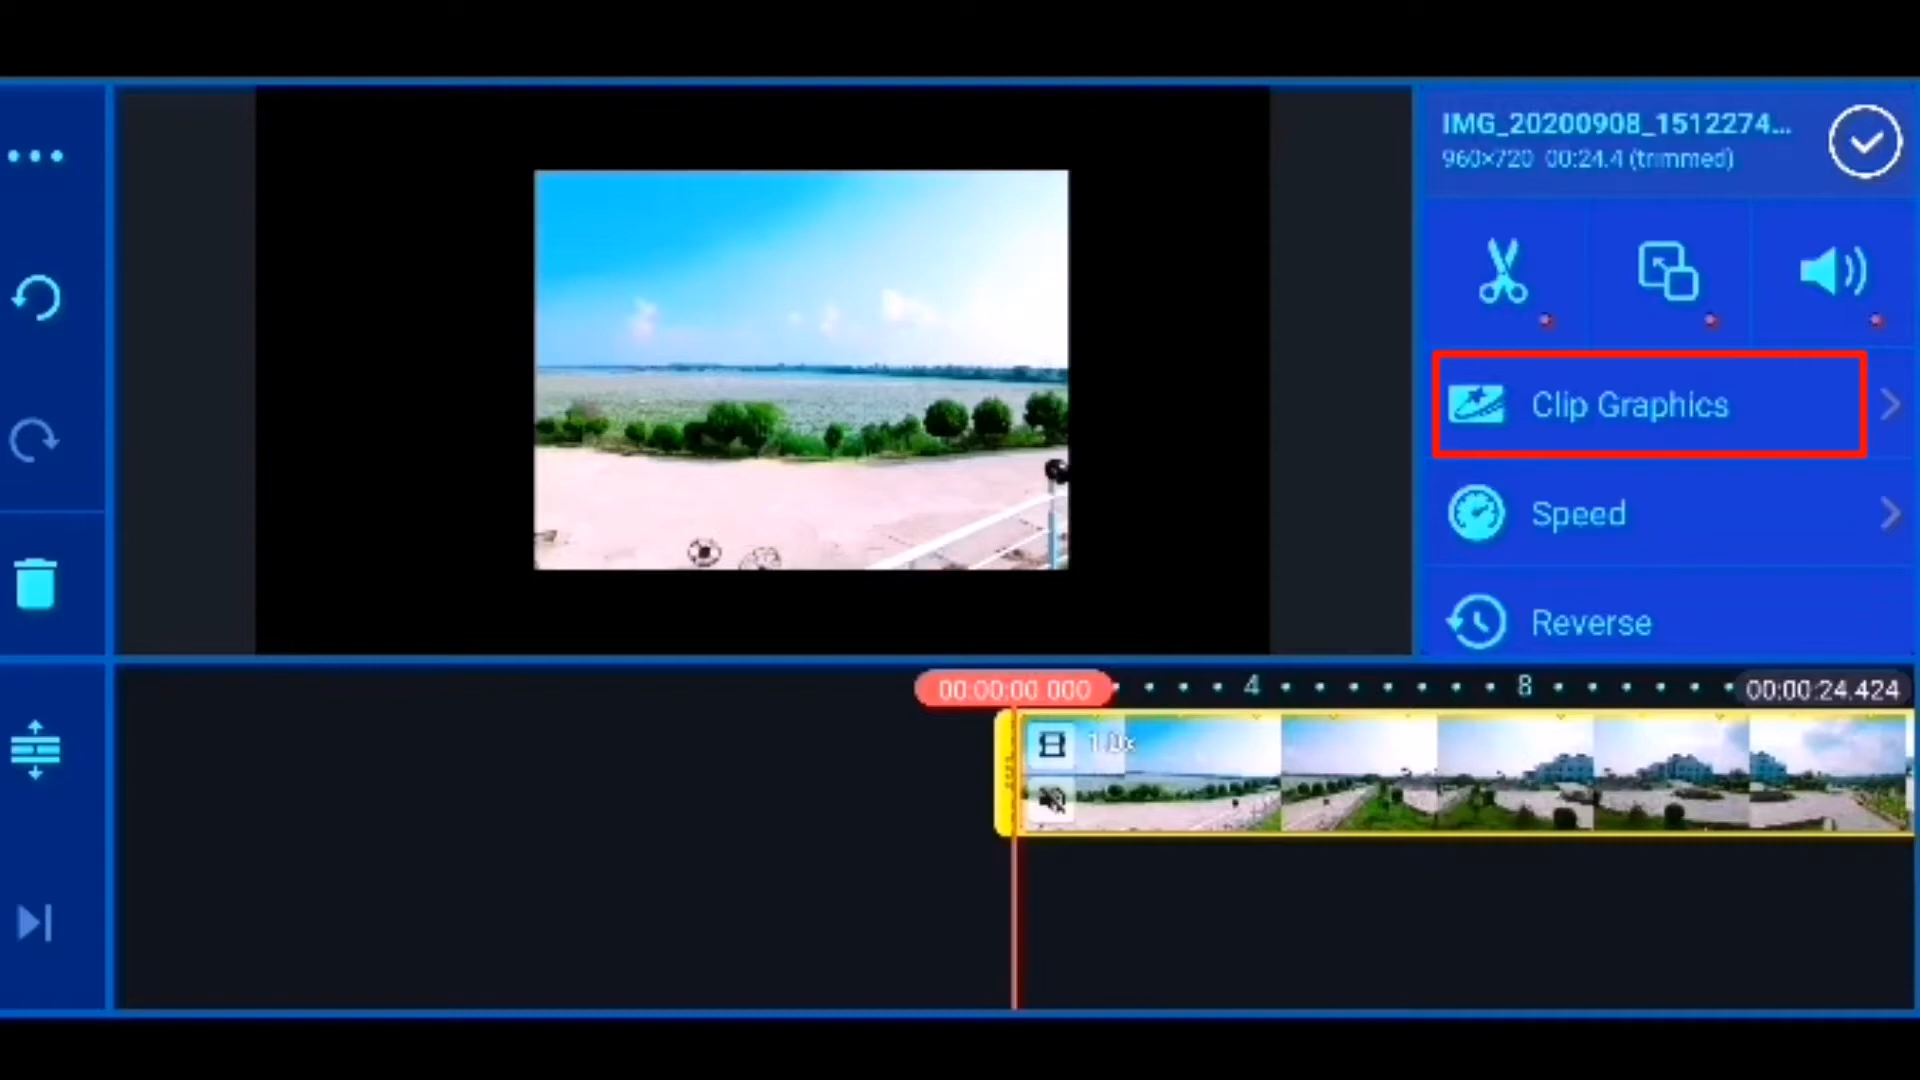 IMG_20200908_1512274...
960×720 00:24.4 (trimmed)
Clip Graphics
Speed
Reverse
00:00:00 000
4
8
00:00:24.424
1.0x